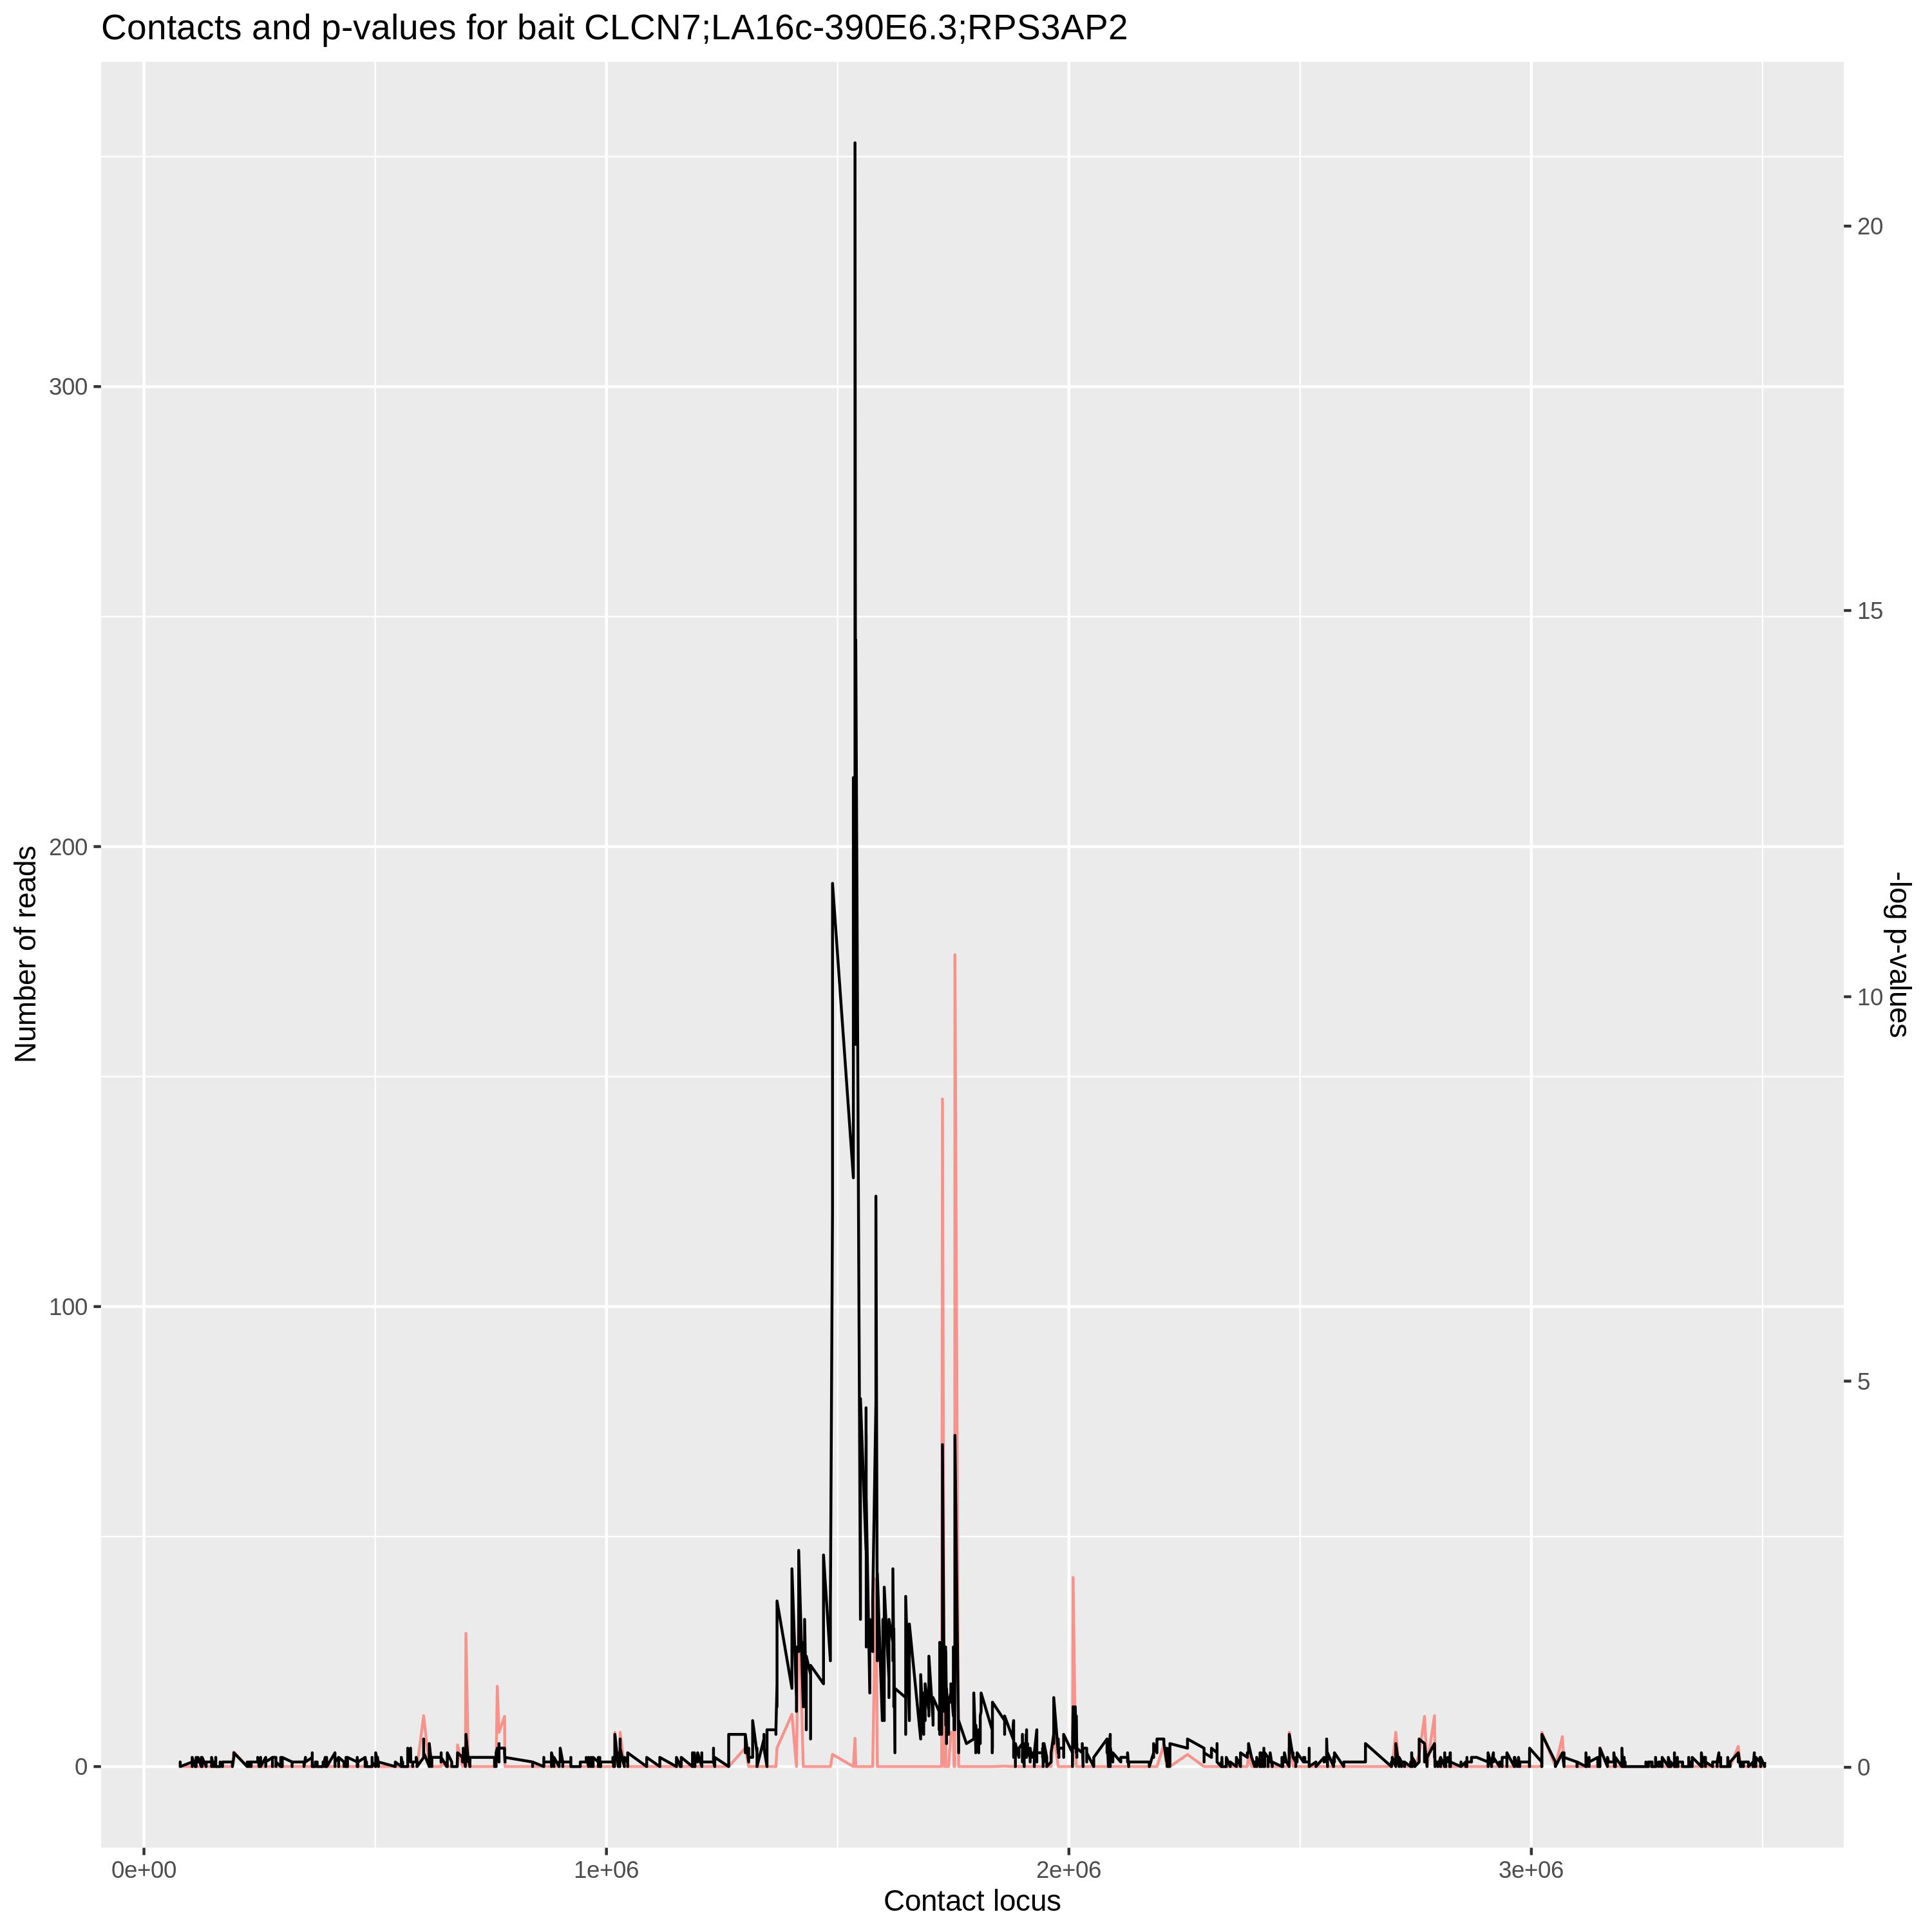 Contacts and p-values for bait CLCN7;LA16c-390E6.3;RPS3AP2
Number of reads
300
200
100
0
20
15
10
5
0
-log p-values
0e+00 1e+06 2e+06 3e+06
Contact locus